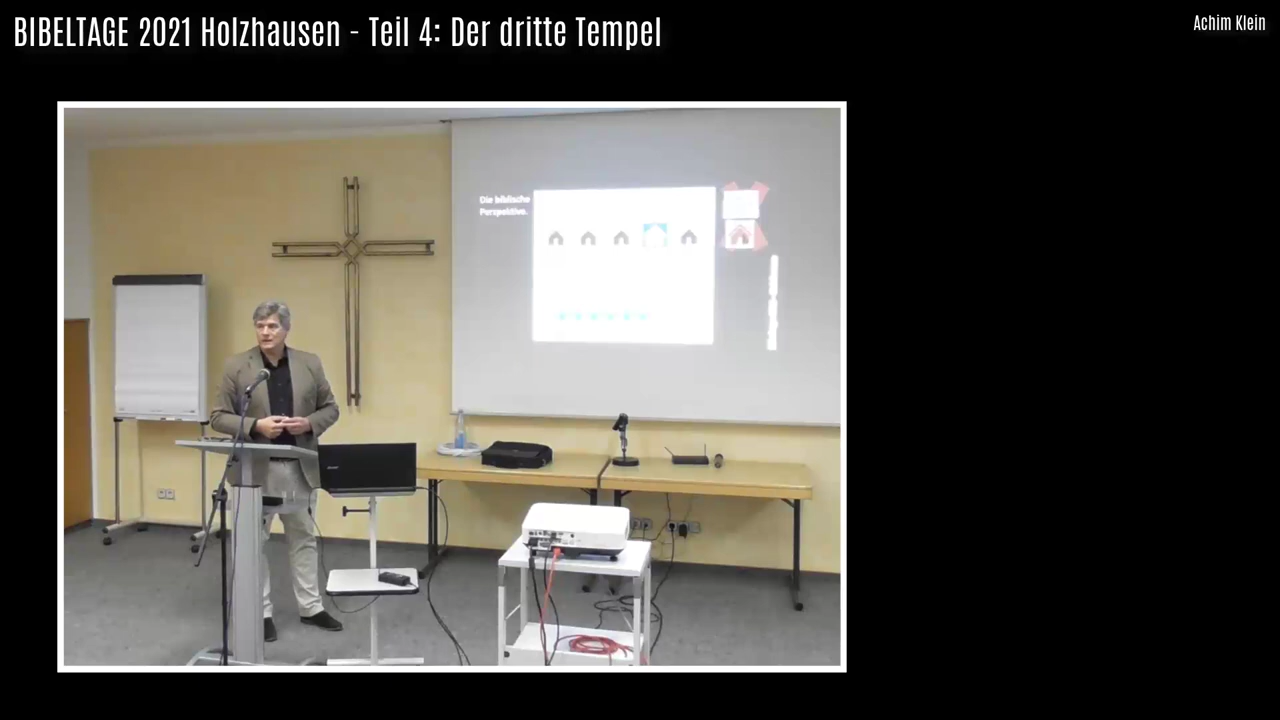 BIBELTAGE 2021 Holzhausen - Teil 4: Der dritte Tempel
Achim Klein
Die biblische
Perspektive.